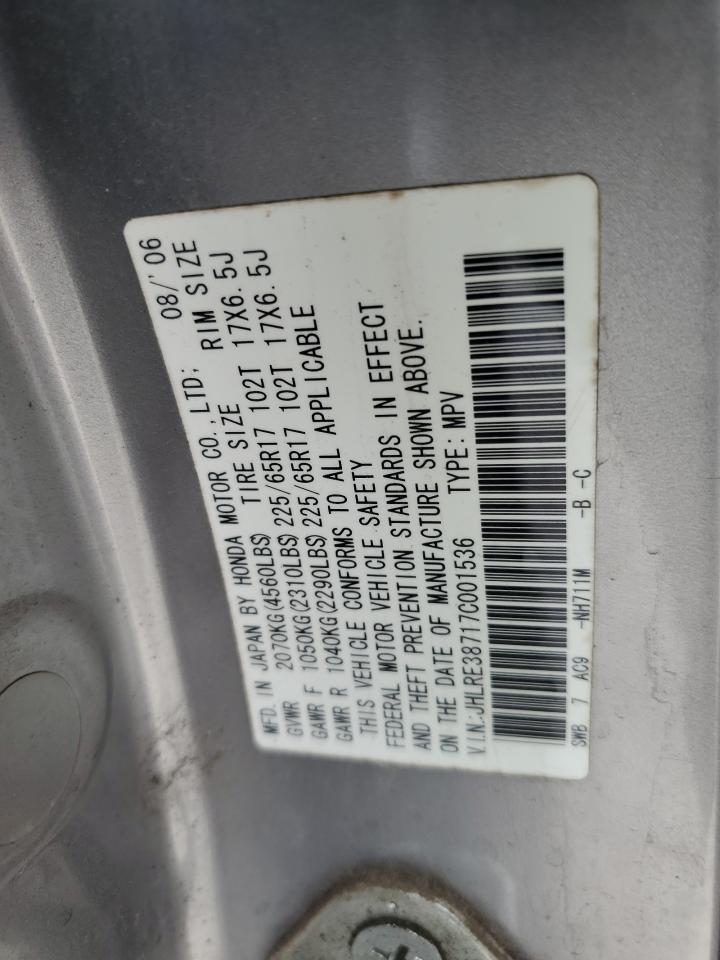 MFD. IN JAPAN BY HONDA MOTOR CO., LTD; 08/'06
TIRE SIZE RIM SIZE
GVWR 2070KG(4560LBS)
GAWR F 1050KG(2310LBS) 225/65R17 102T 17X6.5J
GAWR R 1040KG(2290LBS) 225/65R17 102T 17X6.5J
THIS VEHICLE CONFORMS TO ALL APPLICABLE
FEDERAL MOTOR VEHICLE SAFETY
AND THEFT PREVENTION STANDARDS IN EFFECT
ON THE DATE OF MANUFACTURE SHOWN ABOVE.
V.I.N.:JHLRE38717C001536 TYPE: MPV
SWB 7 AC9 -NH711M -B -C